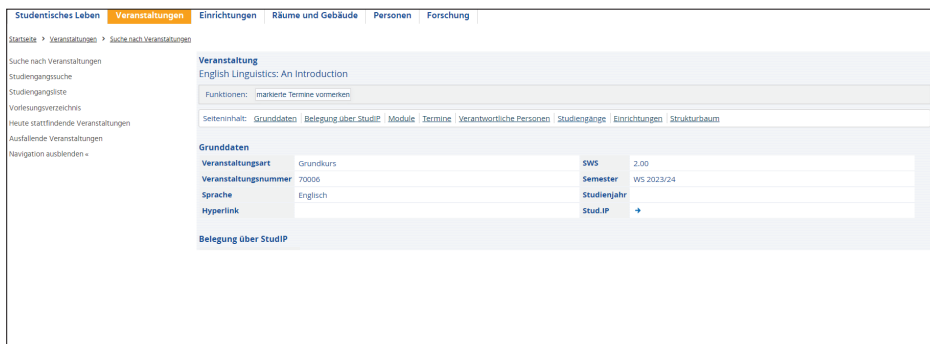 Studentisches Leben Veranstaltungen Einrichtungen Räume und Gebäude Personen Forschung
Startseite > Veranstaltungen > Suche nach Veranstaltungen
Suche nach Veranstaltungen
Studiengangssuche
Studiengangsliste
Vorlesungsverzeichnis
Heute stattfindende Veranstaltungen
Ausfallende Veranstaltungen
Navigation ausblenden «
Veranstaltung
English Linguistics: An Introduction
Funktionen: markierte Termine vormerken
Seiteninhalt: Grunddaten | Belegung über StudIP | Module | Termine | Verantwortliche Personen | Studiengänge | Einrichtungen | Strukturbaum
Grunddaten
Veranstaltungsart Grundkurs SWS 2.00
Veranstaltungsnummer 70006 Semester WS 2023/24
Sprache Englisch Studienjahr
Hyperlink Stud.IP →
Belegung über StudIP